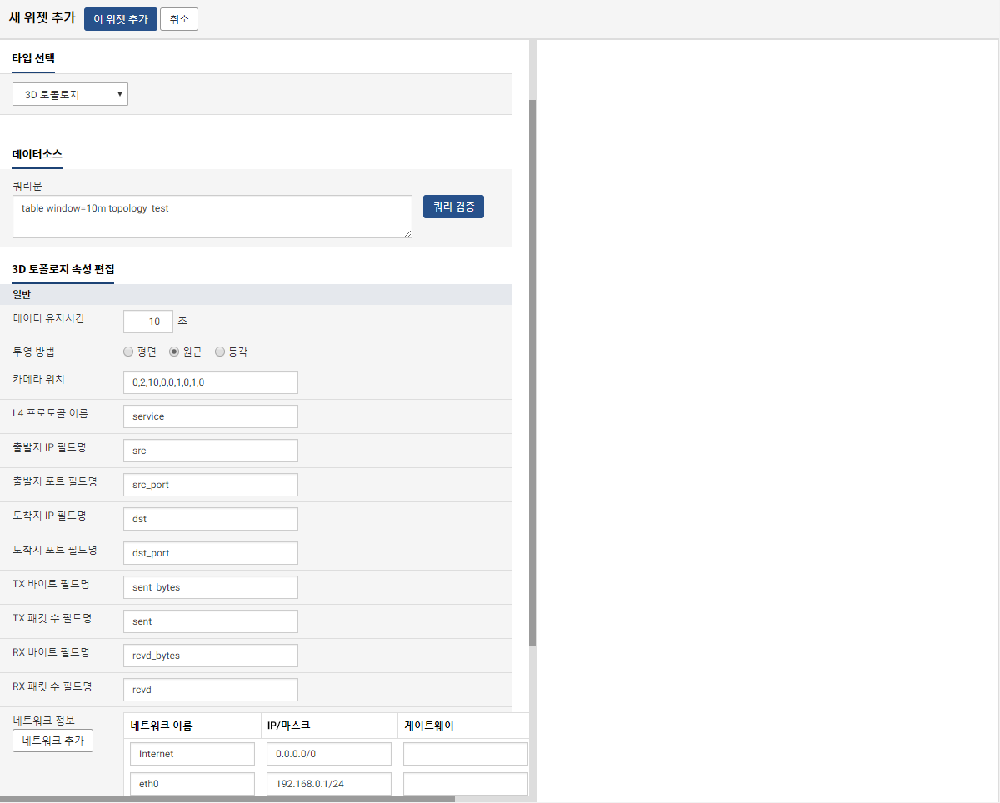 새 위젯 추가 이 위젯 추가 취소
타입 선택
3D 토폴로지
데이터소스
쿼리문
table window=10m topology_test
쿼리 검증
3D 토폴로지 속성 편집
일반
데이터 유지시간 10 초
투영 방법 평면 원근 등각
카메라 위치 0,2,10,0,0,1,0,1,0
L4 프로토콜 이름 service
출발지 IP 필드명 src
출발지 포트 필드명 src_port
도착지 IP 필드명 dst
도착지 포트 필드명 dst_port
TX 바이트 필드명 sent_bytes
TX 패킷 수 필드명 sent
RX 바이트 필드명 rcvd_bytes
RX 패킷 수 필드명 rcvd
네트워크 정보 네트워크 이름 IP/마스크 게이트웨이
네트워크 추가
Internet 0.0.0.0/0
eth0 192.168.0.1/24